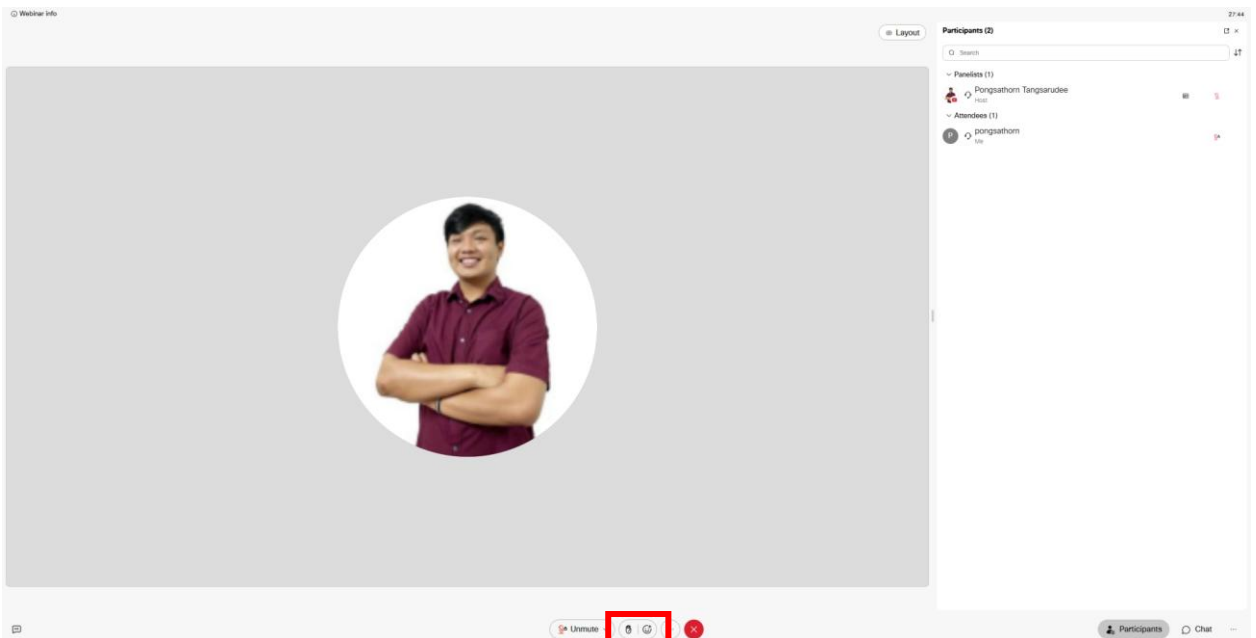 Webinar info
27:44
Layout
Participants (2)
Search
Panelists (1)
Pongsathorn Tangsarudee
Host
Attendees (1)
P
pongsathorn
Me
Unmute
Participants
Chat